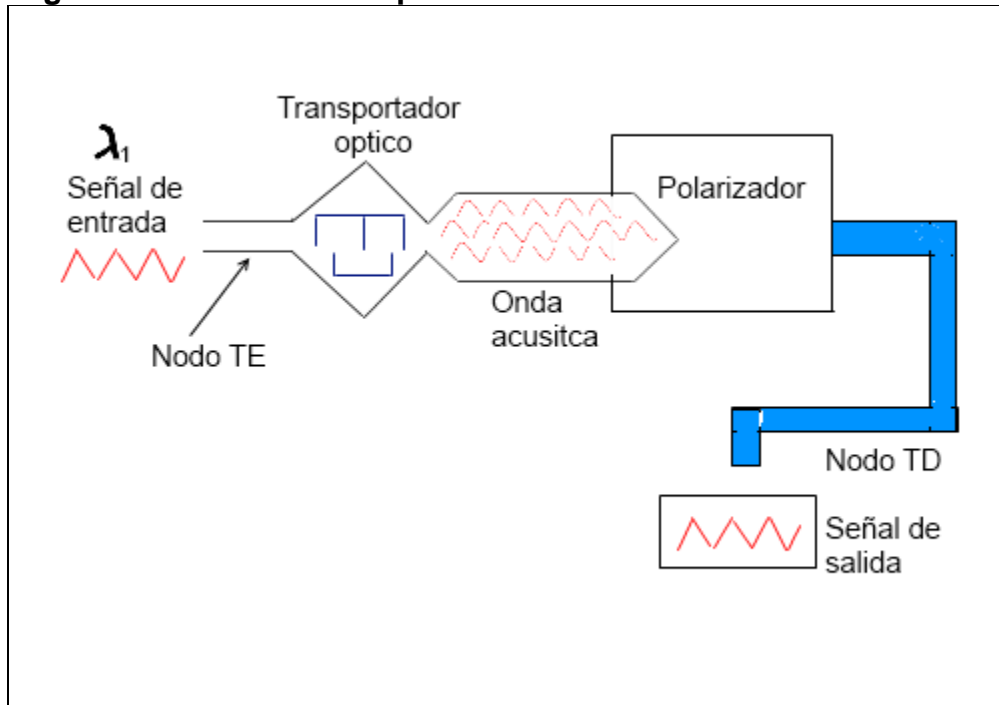 Transportador
optico
λ1
Señal de
entrada
Polarizador
Onda
acusitca
Nodo TE
Nodo TD
Señal de
salida